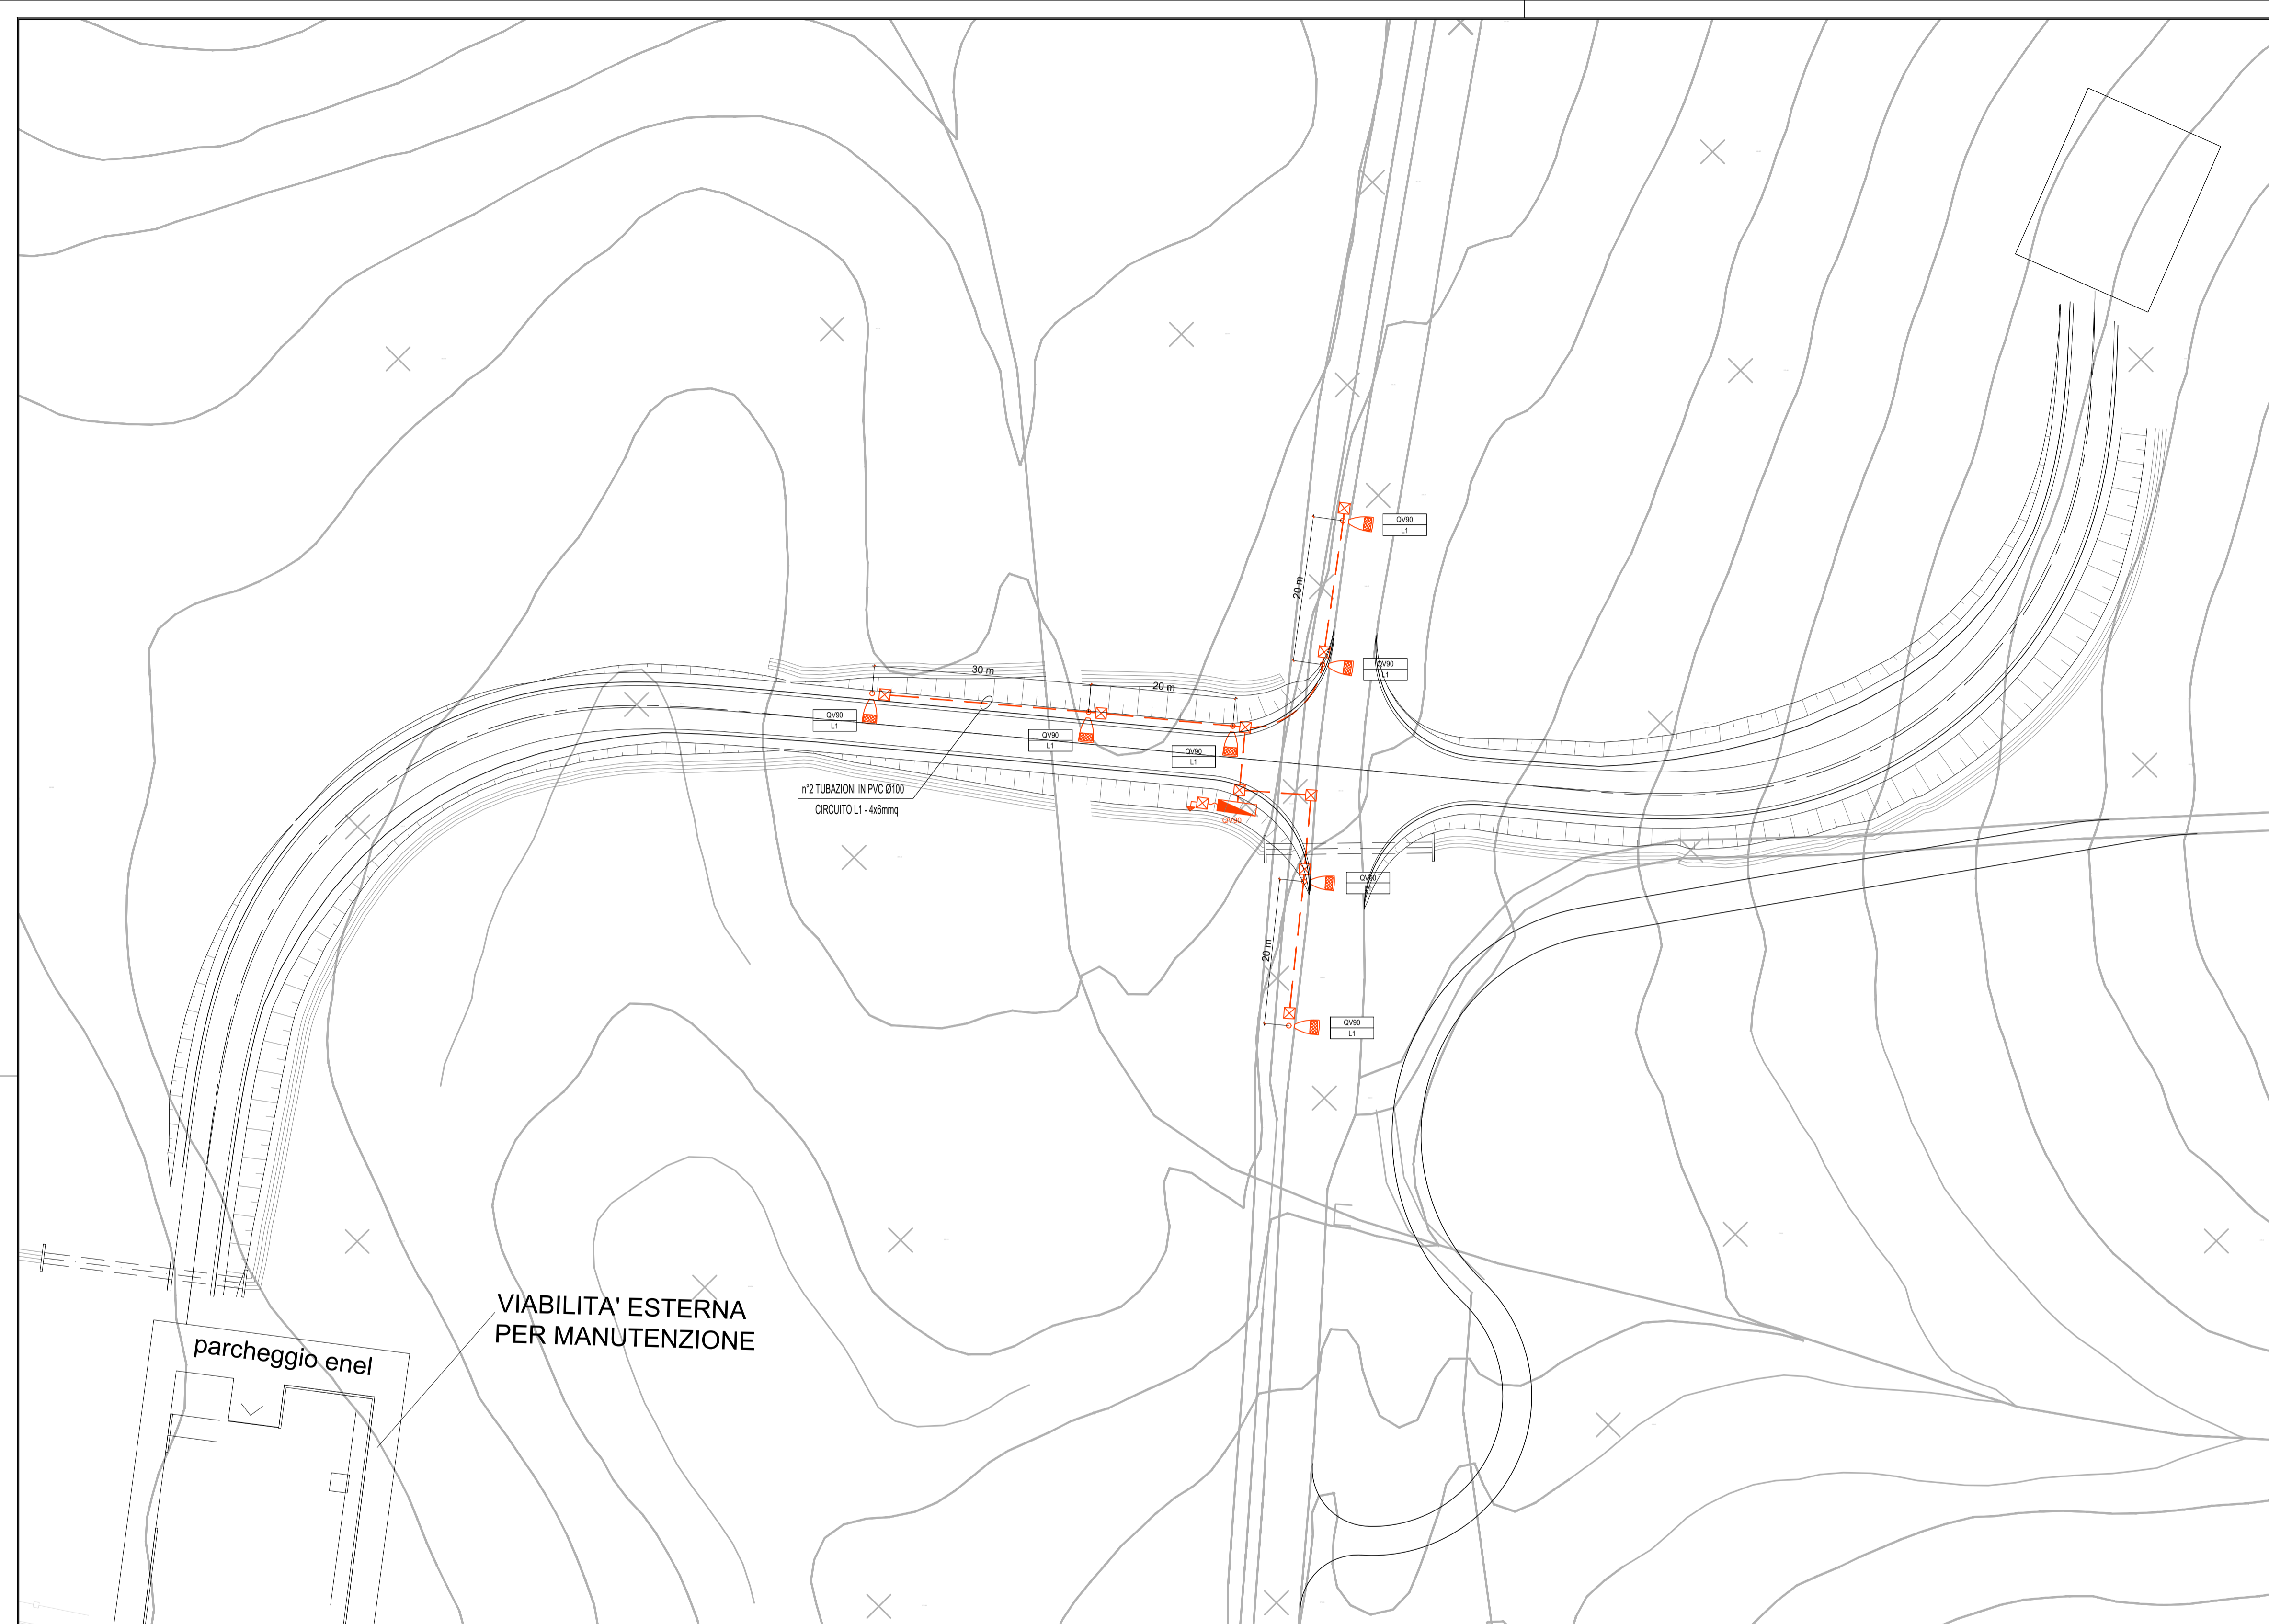 QV90
L1
20 m
QV90
L1
30 m
20 m
QV90
L1
QV90
L1
QV90
L1
n°2 TUBAZIONI IN PVC Ø100
CIRCUITO L1 - 4x6mmq
QV90
QV90
L1
20 m
QV90
L1
VIABILITA' ESTERNA
PER MANUTENZIONE
parcheggio enel